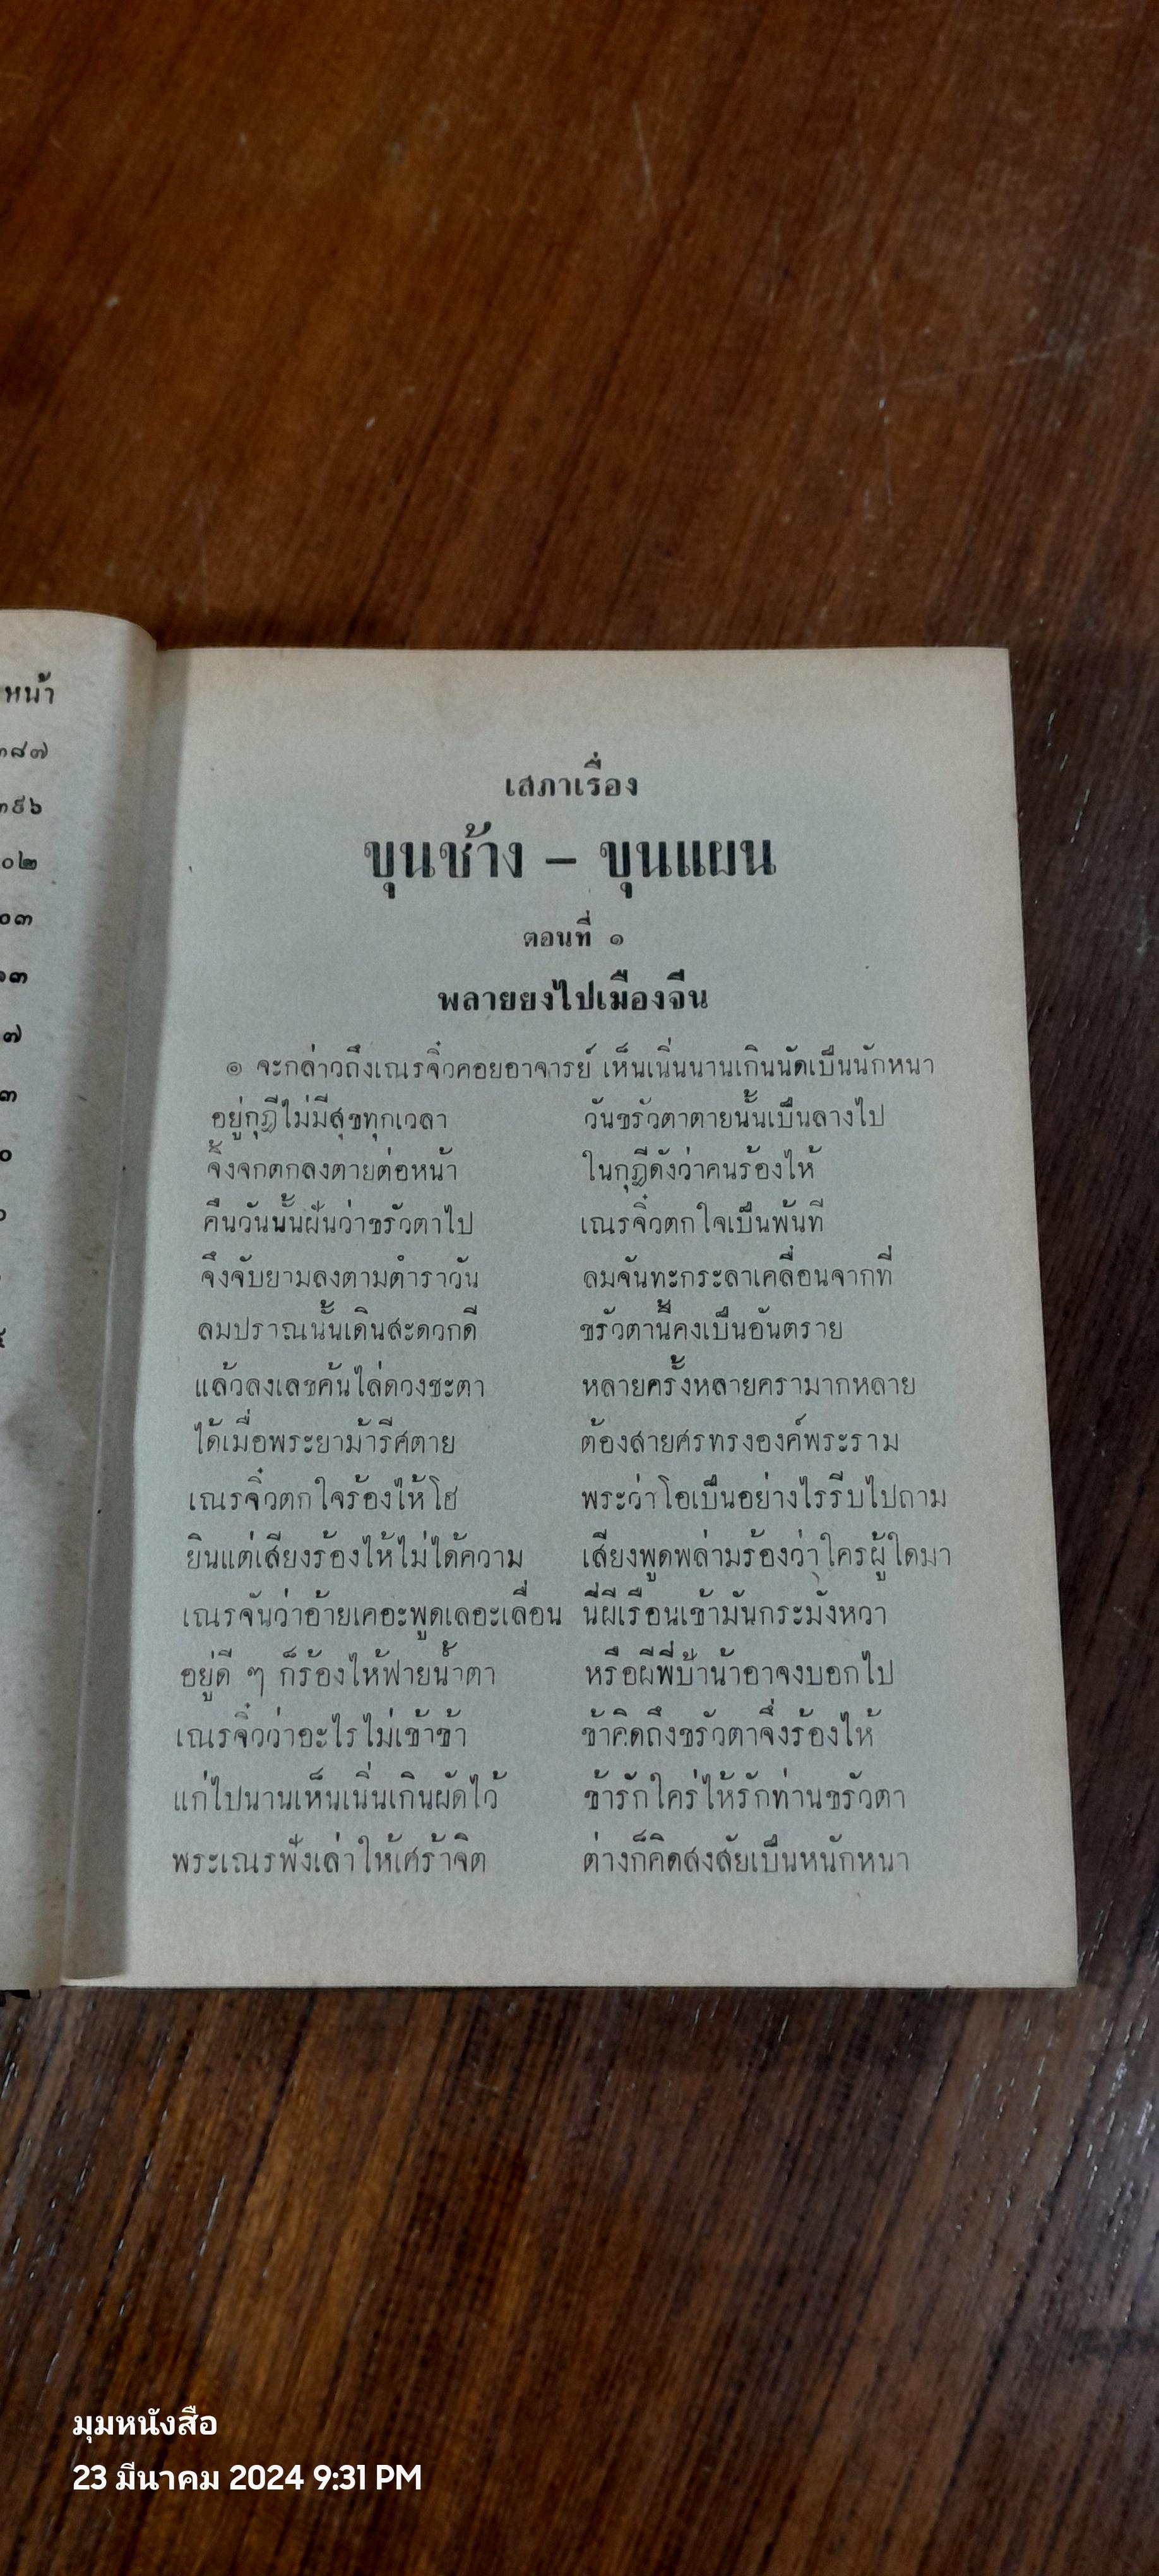 หน้า
๓๘๗
๓๙๖
๐๒
๐๓
๑๓
๗
๓
๐
เสภาเรื่อง
ขุนช้าง – ขุนแผน
ตอนที่ ๑
พลายยงไปเมืองจีน
๏ จะกล่าวถึงเณรจิ๋วคอยอาจารย์ เห็นเนิ่นนานเกินนัดเป็นนักหนา
อยู่กุฎีไม่มีสุขทุกเวลา วันขรัวตาตายนั้นเป็นลางไป
จิ้งจกตกลงตายต่อหน้า ในกุฎีดังว่าคนร้องไห้
คืนวันนั้นฝันว่าขรัวตาไป เณรจิ๋วตกใจเป็นพ้นที
จึงจับยามลงตามตำราวัน ลมจันทะกระลาเคลื่อนจากที่
ลมปราณนั้นเดินสะดวกดี ขรัวตานี้คงเป็นอันตราย
แล้วลงเลขค้นไล่ดวงชะตา หลายครั้งหลายครามากหลาย
ได้เมื่อพระยาม้ารีศตาย ต้องสายศรทรงองค์พระราม
เณรจิ๋วตกใจร้องไห้โฮ พระว่าโอเป็นอย่างไรรีบไปถาม
ยินแต่เสียงร้องไห้ไม่ได้ความ เสียงพูดพล่ามร้องว่าใครผู้ใดมา
เณรจันว่าอ้ายเคอะพูดเลอะเลื่อน นี่ผีเรือนเข้ามันกระมังหวา
อยู่ดี ๆ ก็ร้องไห้ฟายน้ำตา หรือผีพี่ป้าน้าอาจงบอกไป
เณรจิ๋วว่าอะไรไม่เข้าข้า ข้าคิดถึงขรัวตาจึ่งร้องไห้
แก่ไปนานเห็นเนิ่นเกินผัดไว้ ข้ารักใคร่ไห้รักท่านขรัวตา
พระเณรฟังเล่าให้เศร้าจิต ต่างก็คิดสงสัยเป็นหนักหนา
มุมหนังสือ
23 มีนาคม 2024 9:31 PM